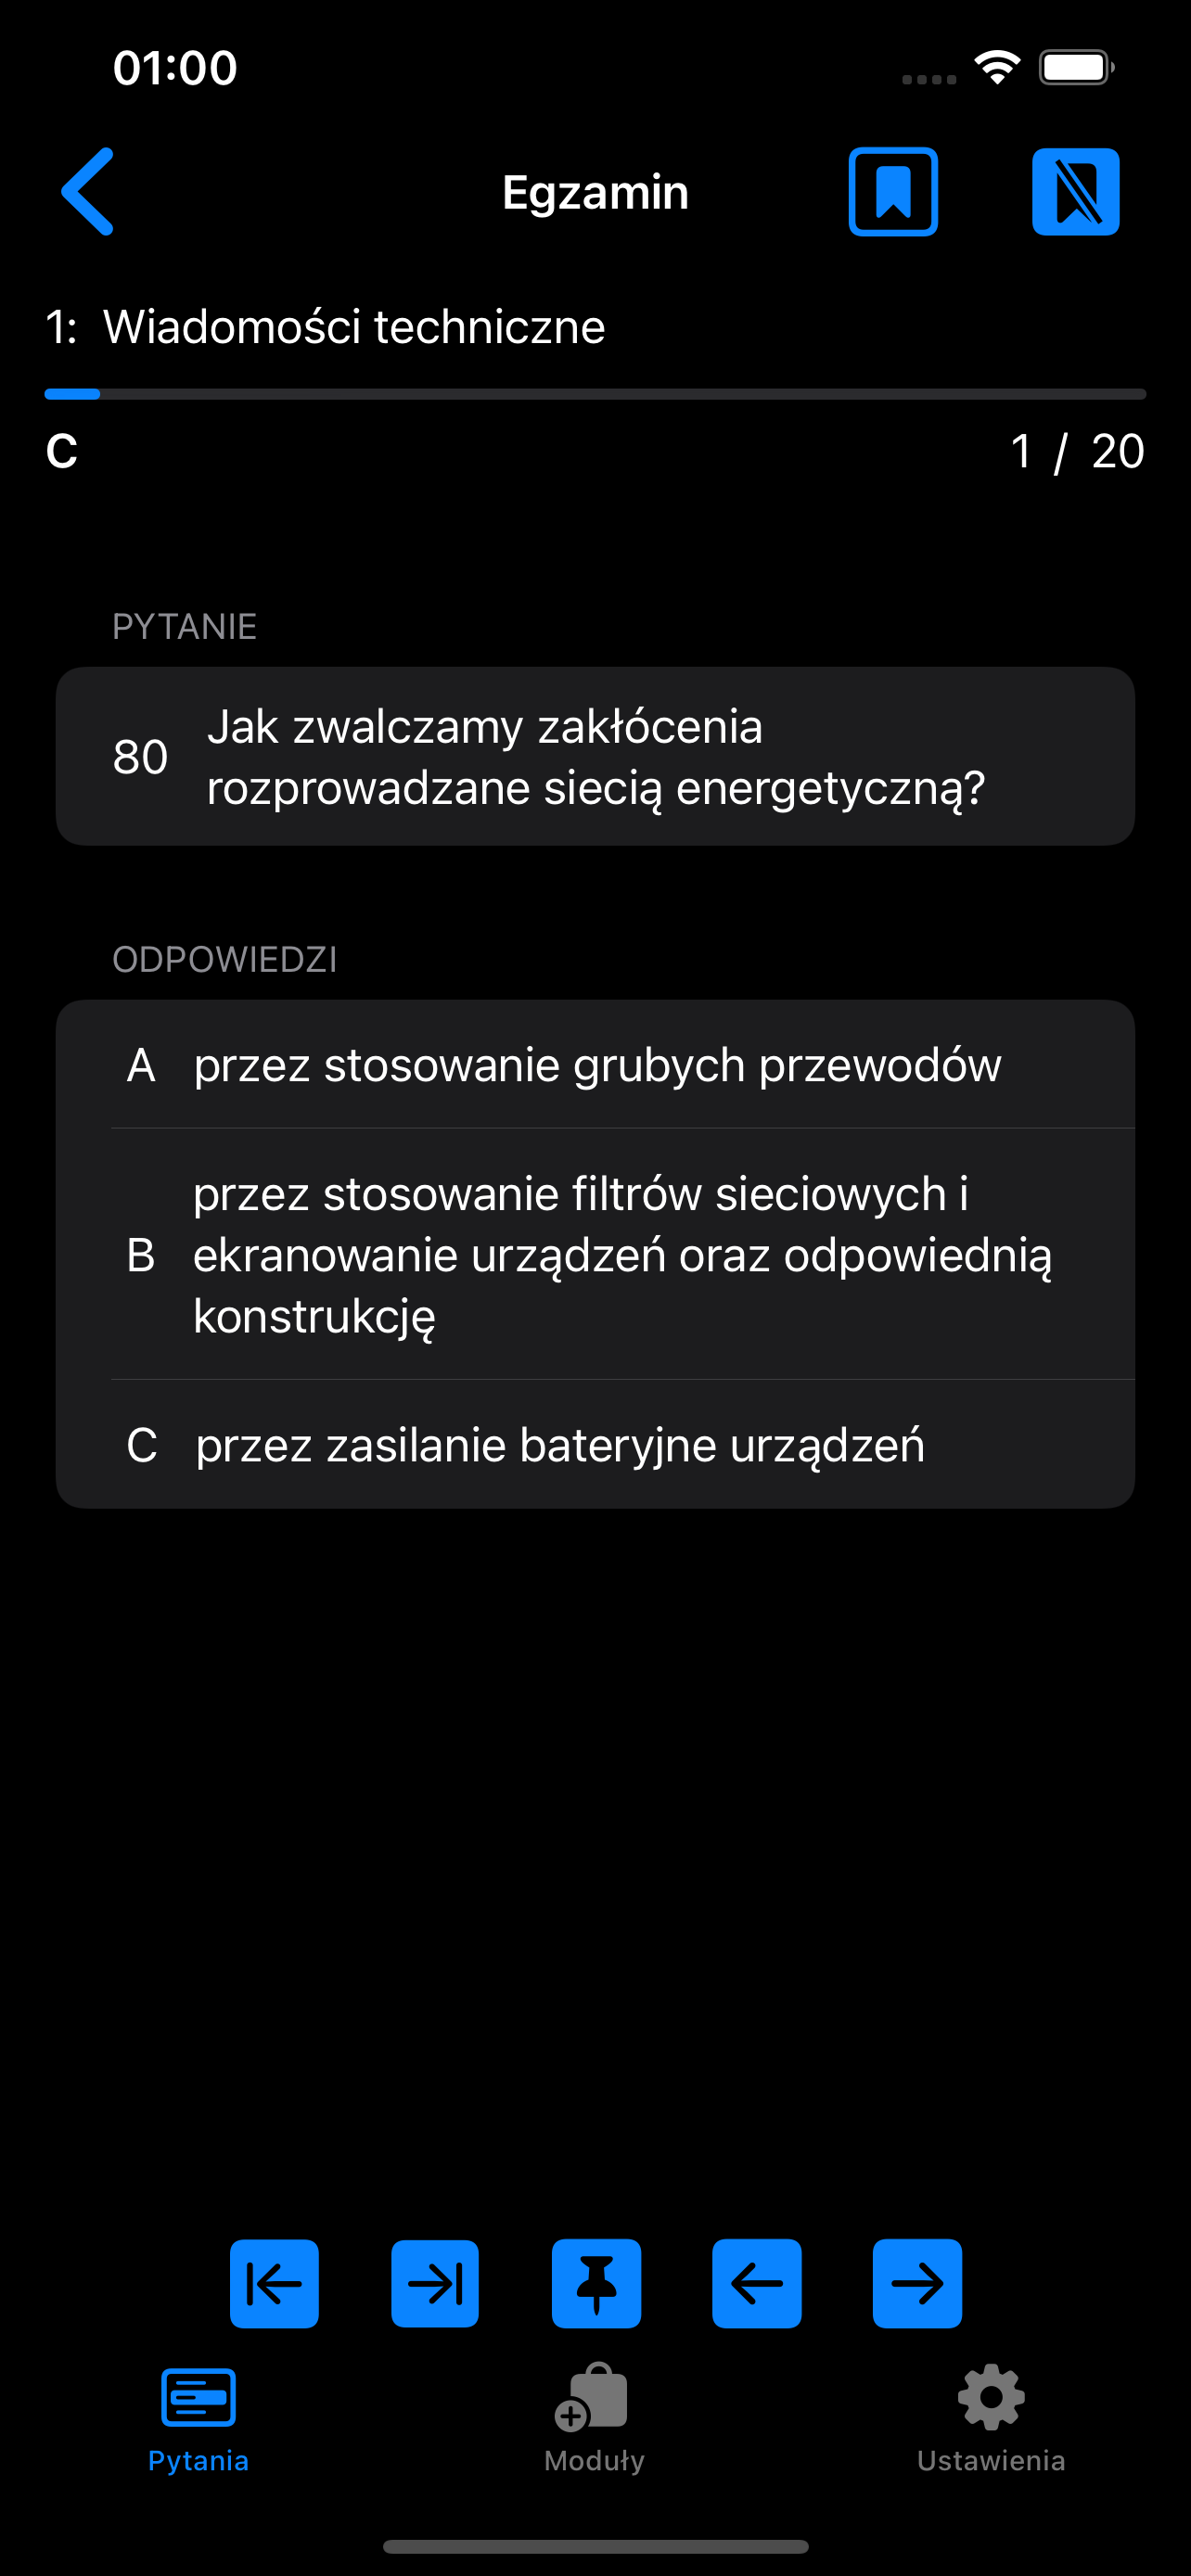 01:00
Egzamin
1: Wiadomości techniczne
C
1 / 20
PYTANIE
80
Jak zwalczamy zakłócenia
rozprowadzane siecią energetyczną?
ODPOWIEDZI
A przez stosowanie grubych przewodów
B
przez stosowanie filtrów sieciowych i
ekranowanie urządzeń oraz odpowiednią
konstrukcję
C przez zasilanie bateryjne urządzeń
Pytania
Moduły
Ustawienia